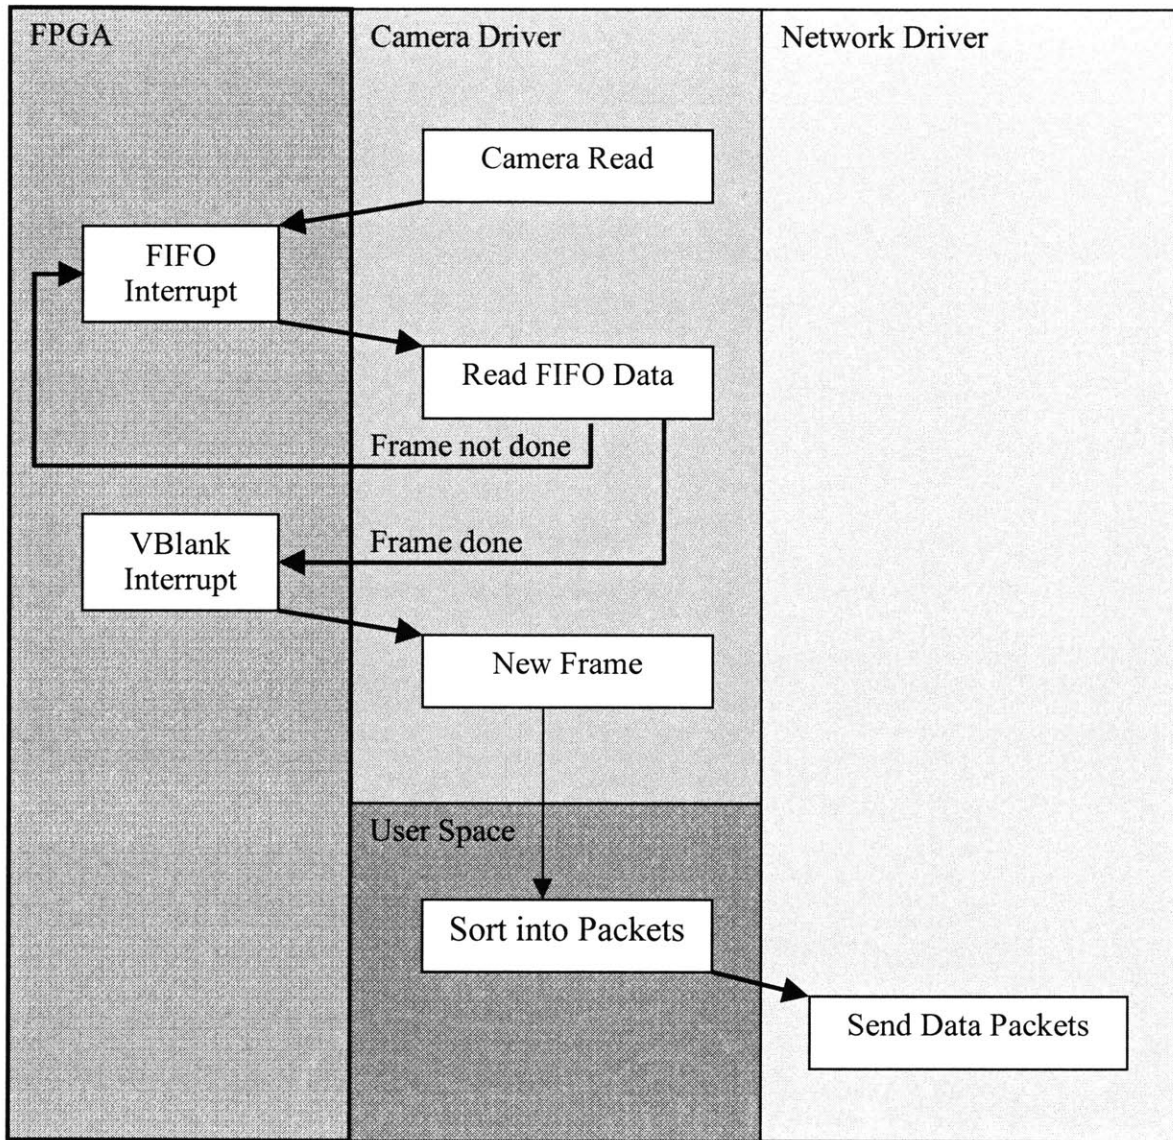 FPGA
Camera Driver
Network Driver
Camera Read
FIFO
Interrupt
Read FIFO Data
Frame not done
VBlank
Interrupt
Frame done
New Frame
User Space
Sort into Packets
Send Data Packets